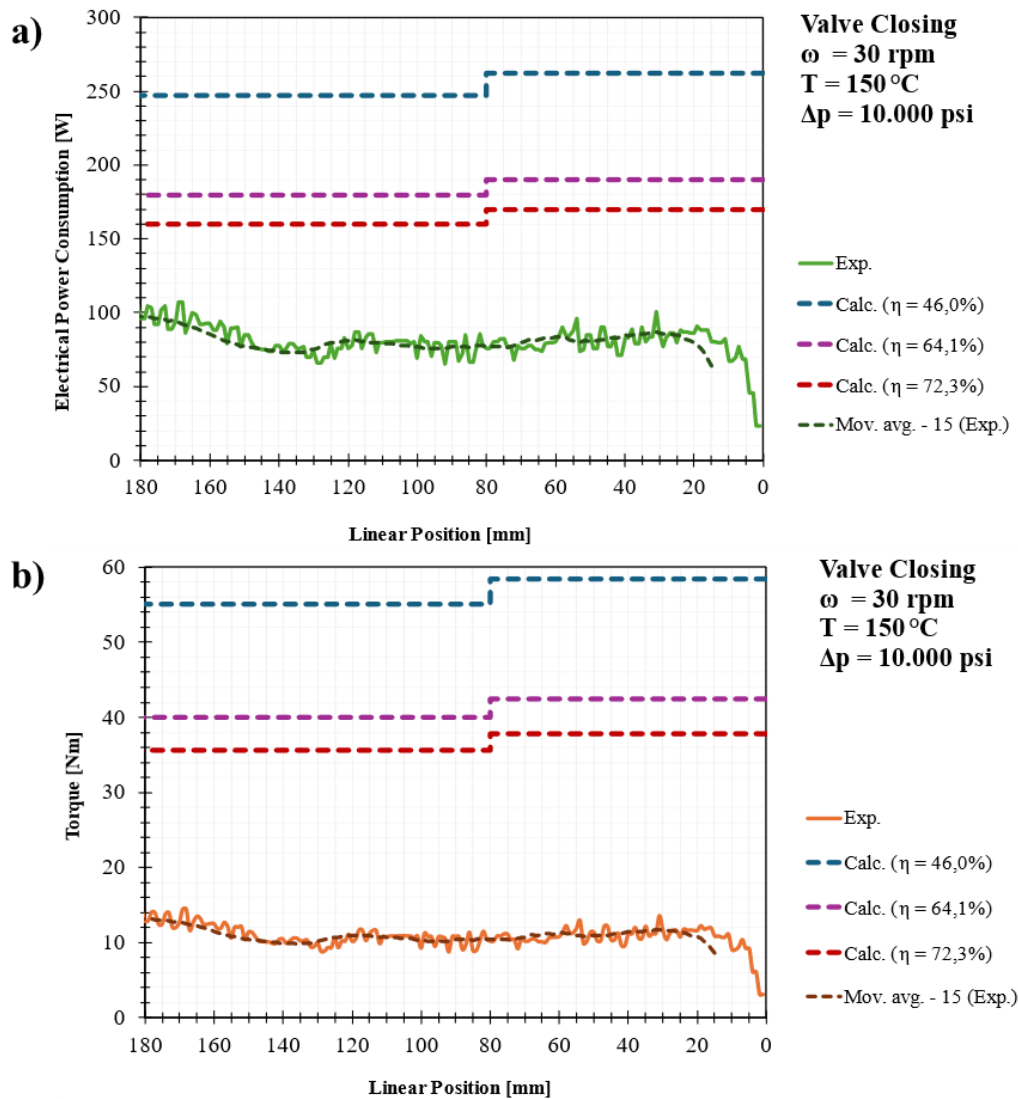 a)
300
250
200
150
100
50
0
Electrical Power Consumption [W]
180 160 140 120 100 80 60 40 20 0
Linear Position [mm]
Valve Closing
ω = 30 rpm
T = 150 °C
Δp = 10.000 psi
Exp.
Calc. (η = 46,0%)
Calc. (η = 64,1%)
Calc. (η = 72,3%)
Mov. avg. - 15 (Exp.)
b)
60
50
40
30
20
10
0
Torque [Nm]
180 160 140 120 100 80 60 40 20 0
Linear Position [mm]
Valve Closing
ω = 30 rpm
T = 150 °C
Δp = 10.000 psi
Exp.
Calc. (η = 46,0%)
Calc. (η = 64,1%)
Calc. (η = 72,3%)
Mov. avg. - 15 (Exp.)